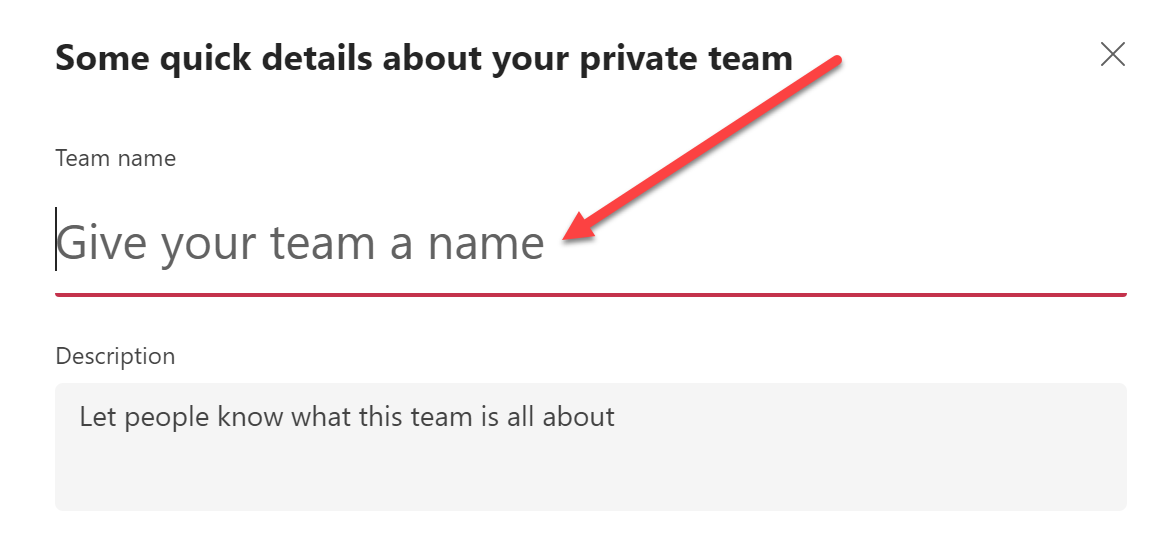 Some quick details about your private team
Team name
Give your team a name
Description
Let people know what this team is all about